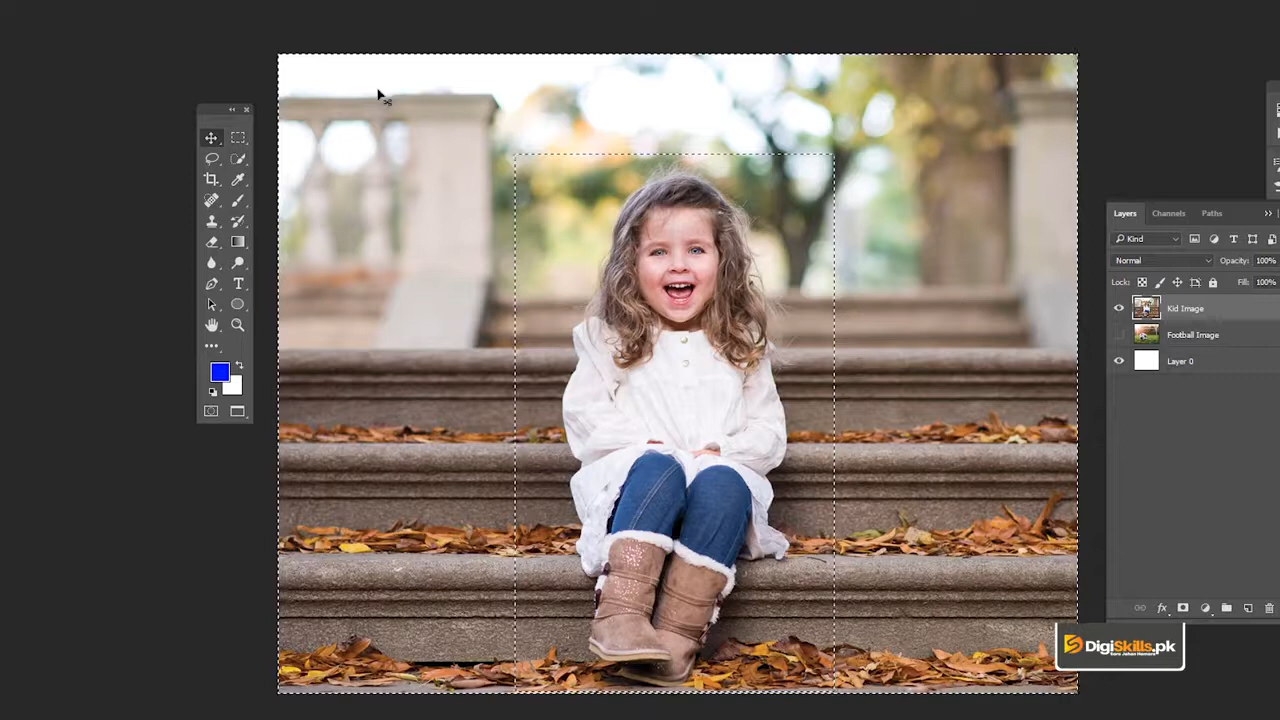 Layers Channels Paths
Kind
Normal Opacity: 100%
Lock: Fill: 100%
Kid Image
Football Image
Layer 0
T
DigiSkills.pk